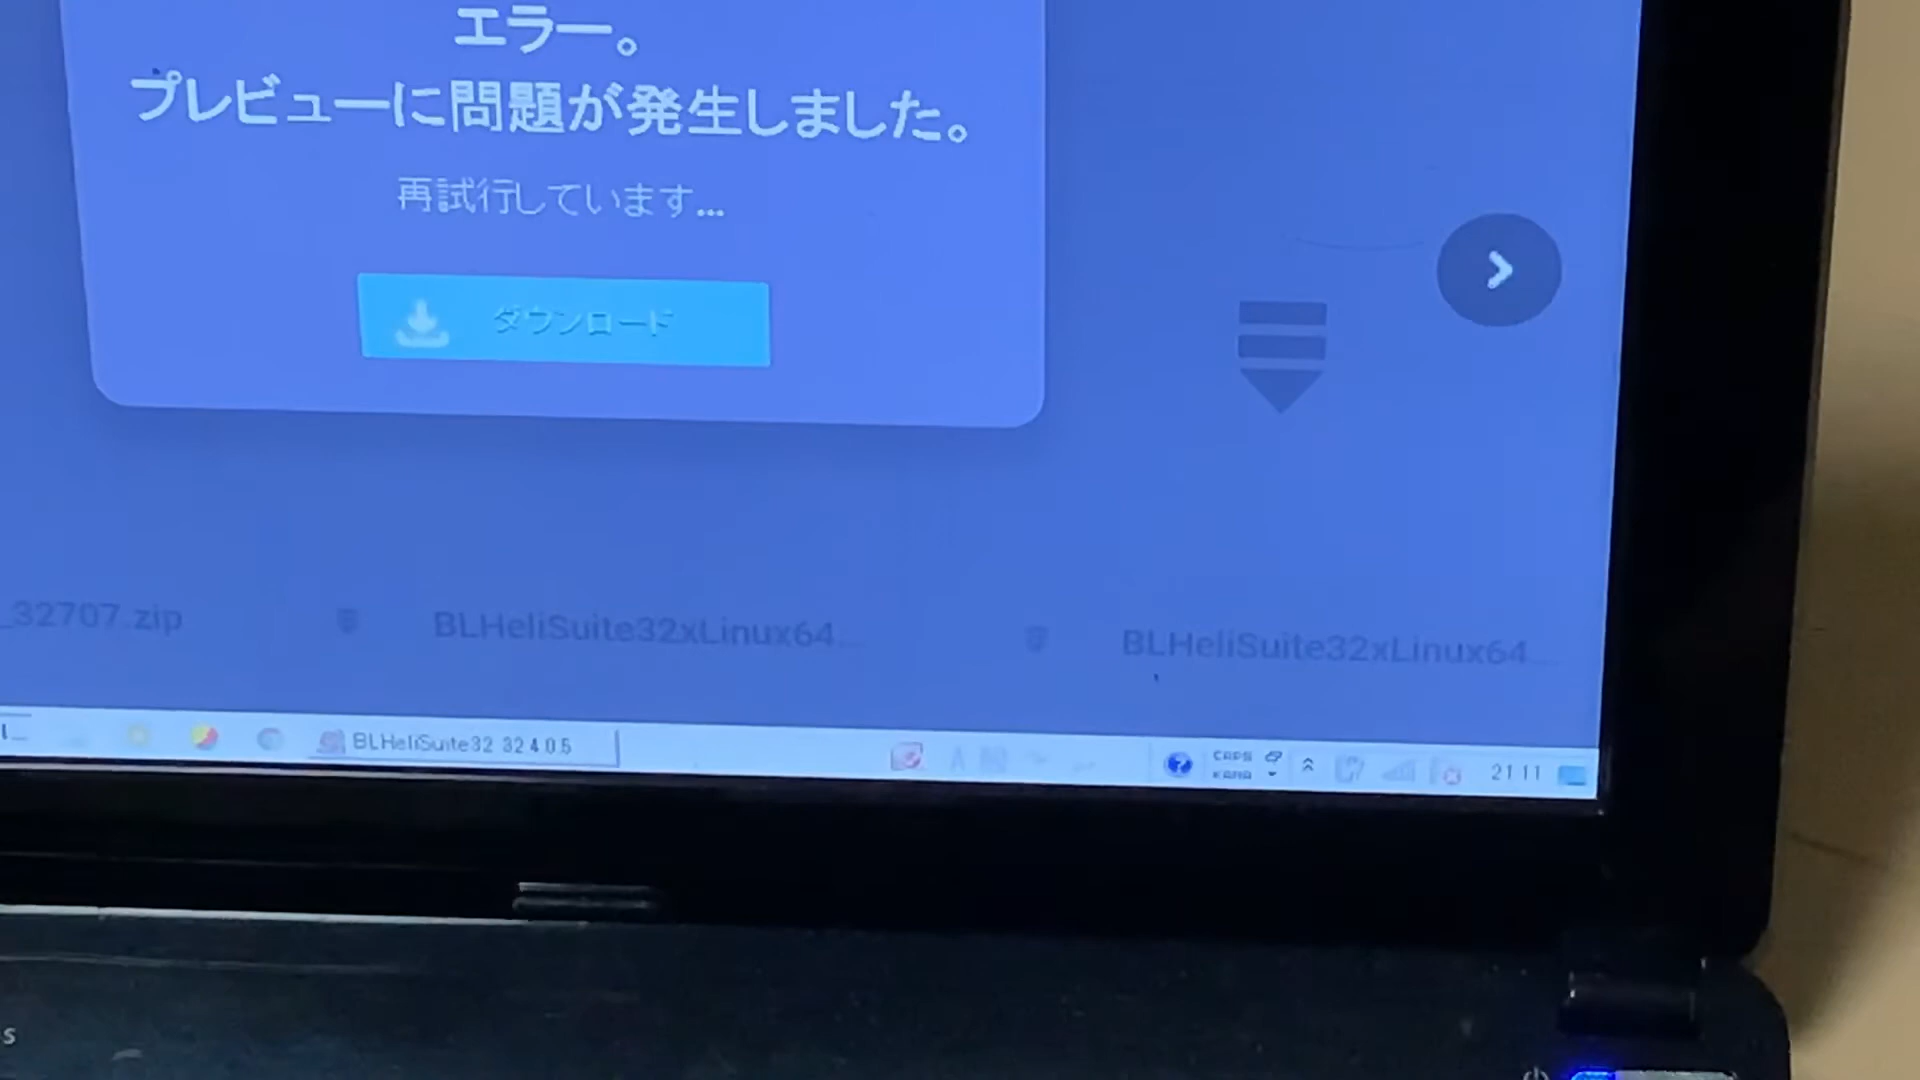 エラー。
プレビューに問題が発生しました。
再試行しています...
ダウンロード
_32707.zip
BLHeliSuite32xLinux64...
BLHeliSuite32xLinux64...
BLHeliSuite32 32.4.0.5
CAPS
KANA
21:11
s